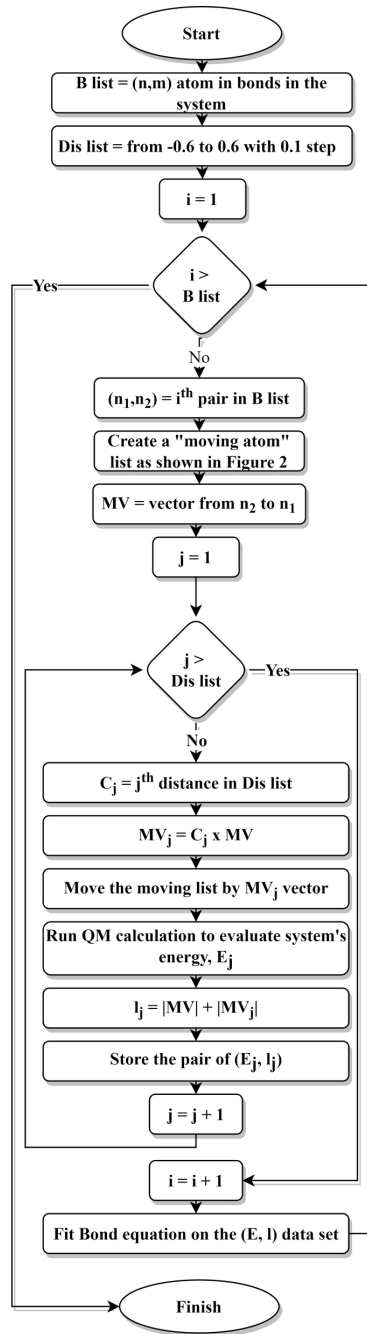 Start
B list = (n,m) atom in bonds in the
system
Dis list = from -0.6 to 0.6 with 0.1 step
i = 1
i >
B list
Yes
No
(n₁,n₂) = iᵗʰ pair in B list
Create a "moving atom"
list as shown in Figure 2
MV = vector from n₂ to n₁
j = 1
j >
Dis list
Yes
No
Cⱼ = jᵗʰ distance in Dis list
MVⱼ = Cⱼ x MV
Move the moving list by MVⱼ vector
Run QM calculation to evaluate system's
energy, Eⱼ
lⱼ = |MV| + |MVⱼ|
Store the pair of (Eⱼ, lⱼ)
j = j + 1
i = i + 1
Fit Bond equation on the (E, l) data set
Finish